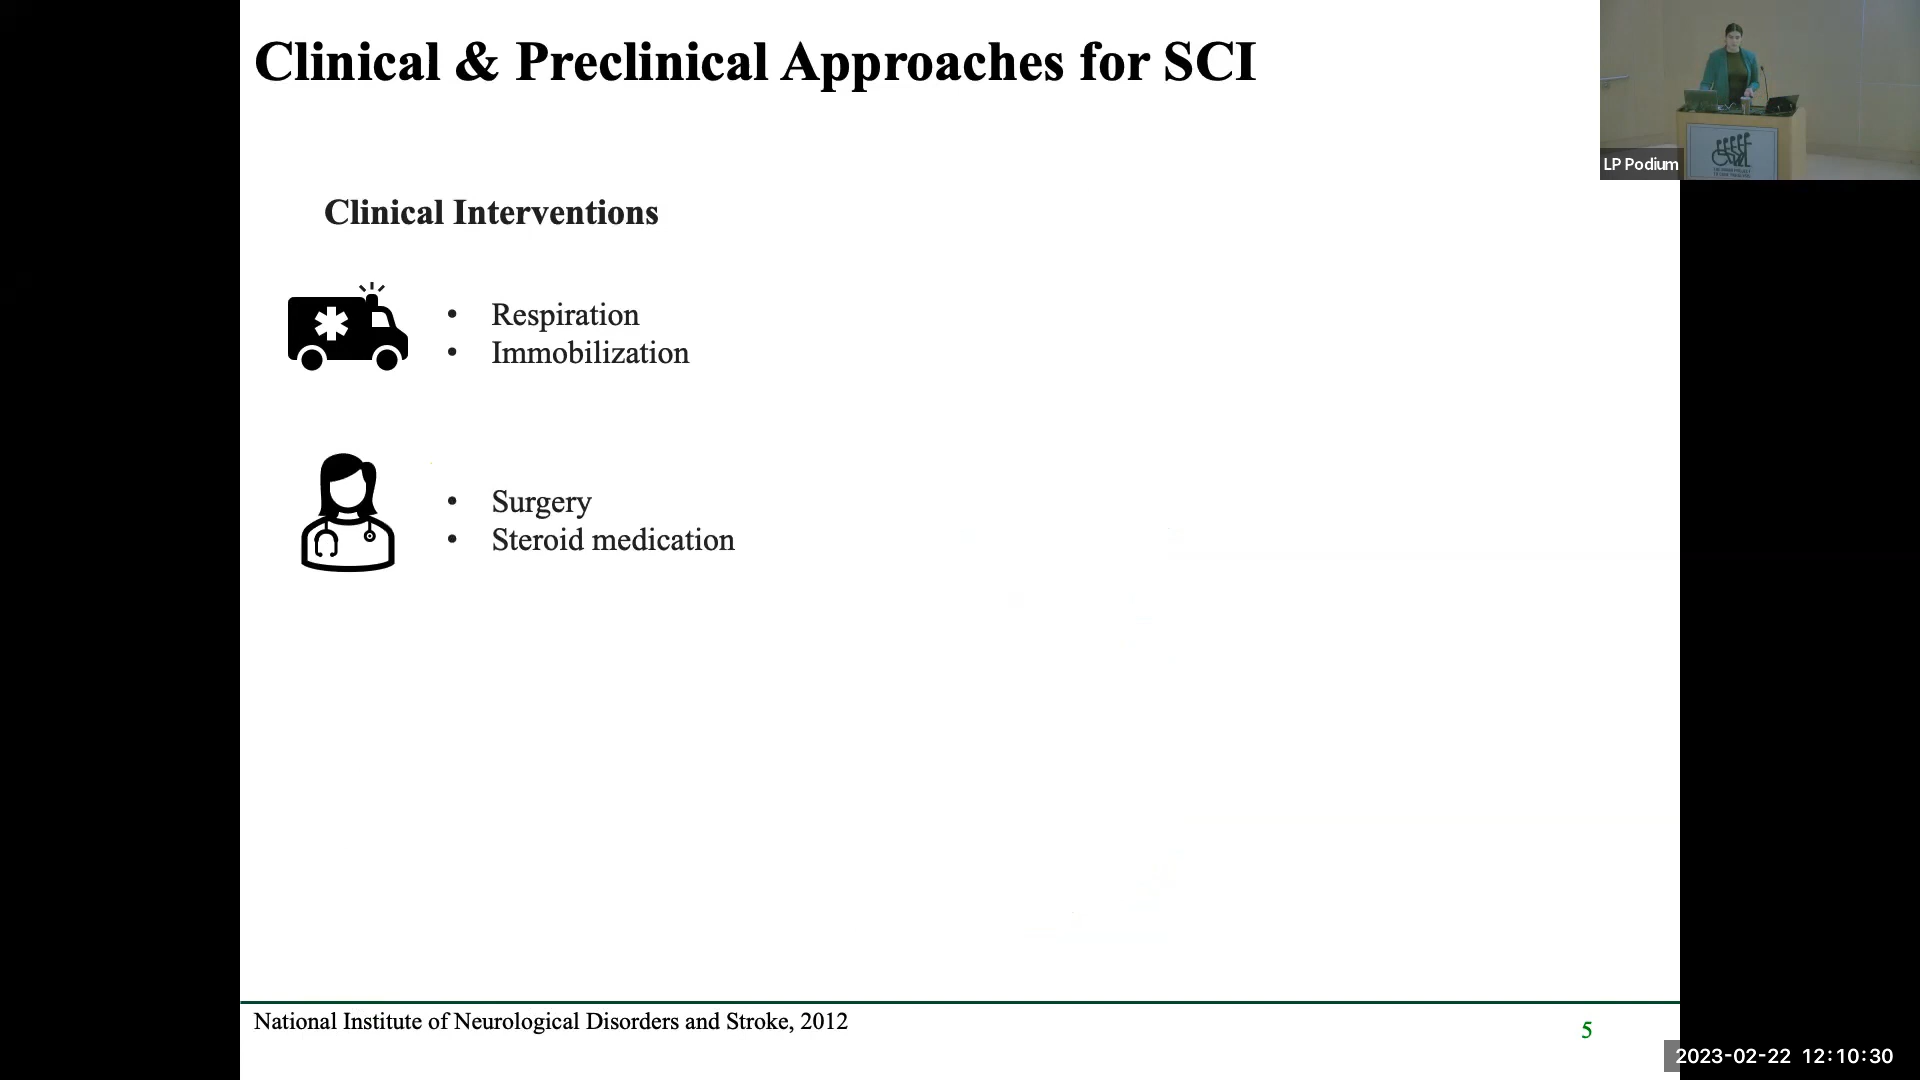 Clinical & Preclinical Approaches for SCI
LP Podium
Clinical Interventions
• Respiration
• Immobilization
• Surgery
• Steroid medication
National Institute of Neurological Disorders and Stroke, 2012
5
2023-02-22 12:10:30